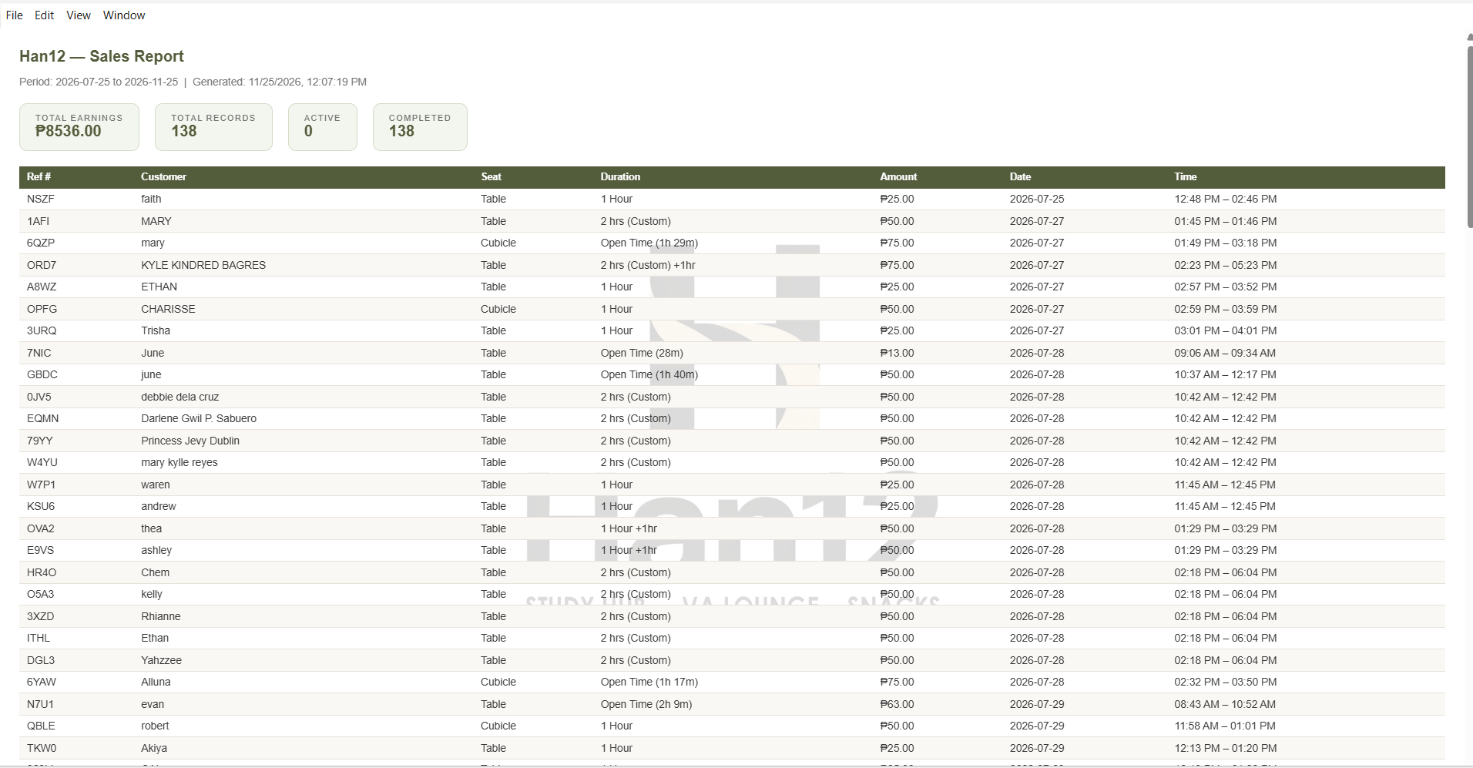 File Edit View Window
Han12 — Sales Report
Period: 2026-07-25 to 2026-11-25 | Generated: 11/25/2026, 12:07:19 PM
TOTAL EARNINGS TOTAL RECORDS ACTIVE COMPLETED
₱8536.00 138 0 138
Ref # Customer Seat Duration Amount Date Time
NSZF faith Table 1 Hour ₱25.00 2026-07-25 12:48 PM – 02:46 PM
1AFI MARY Table 2 hrs (Custom) ₱50.00 2026-07-27 01:45 PM – 01:46 PM
6QZP mary Cubicle Open Time (1h 29m) ₱75.00 2026-07-27 01:49 PM – 03:18 PM
ORD7 KYLE KINDRED BAGRES Table 2 hrs (Custom) +1hr ₱75.00 2026-07-27 02:23 PM – 05:23 PM
A8WZ ETHAN Table 1 Hour ₱25.00 2026-07-27 02:57 PM – 03:52 PM
OPFG CHARISSE Cubicle 1 Hour ₱50.00 2026-07-27 02:59 PM – 03:59 PM
3URQ Trisha Table 1 Hour ₱25.00 2026-07-27 03:01 PM – 04:01 PM
7NIC June Table Open Time (28m) ₱13.00 2026-07-28 09:06 AM – 09:34 AM
GBDC june Table Open Time (1h 40m) ₱50.00 2026-07-28 10:37 AM – 12:17 PM
0JV5 debbie dela cruz Table 2 hrs (Custom) ₱50.00 2026-07-28 10:42 AM – 12:42 PM
EQMN Darlene Gwil P. Sabuero Table 2 hrs (Custom) ₱50.00 2026-07-28 10:42 AM – 12:42 PM
79YY Princess Jevy Dublin Table 2 hrs (Custom) ₱50.00 2026-07-28 10:42 AM – 12:42 PM
W4YU mary kylle reyes Table 2 hrs (Custom) ₱50.00 2026-07-28 10:42 AM – 12:42 PM
W7P1 waren Table 1 Hour ₱25.00 2026-07-28 11:45 AM – 12:45 PM
KSU6 andrew Table 1 Hour ₱25.00 2026-07-28 11:45 AM – 12:45 PM
OVA2 thea Table 1 Hour +1hr ₱50.00 2026-07-28 01:29 PM – 03:29 PM
E9VS ashley Table 1 Hour +1hr ₱50.00 2026-07-28 01:29 PM – 03:29 PM
HR4O Chem Table 2 hrs (Custom) ₱50.00 2026-07-28 02:18 PM – 06:04 PM
O5A3 kelly Table 2 hrs (Custom) ₱50.00 2026-07-28 02:18 PM – 06:04 PM
3XZD Rhianne Table 2 hrs (Custom) ₱50.00 2026-07-28 02:18 PM – 06:04 PM
ITHL Ethan Table 2 hrs (Custom) ₱50.00 2026-07-28 02:18 PM – 06:04 PM
DGL3 Yahzzee Table 2 hrs (Custom) ₱50.00 2026-07-28 02:18 PM – 06:04 PM
6YAW Alluna Cubicle Open Time (1h 17m) ₱75.00 2026-07-28 02:32 PM – 03:50 PM
N7U1 evan Table Open Time (2h 9m) ₱63.00 2026-07-29 08:43 AM – 10:52 AM
QBLE robert Cubicle 1 Hour ₱50.00 2026-07-29 11:58 AM – 01:01 PM
TKW0 Akiya Table 1 Hour ₱25.00 2026-07-29 12:13 PM – 01:20 PM
Han12
STUDY HUB VA LOUNGE SNACKS